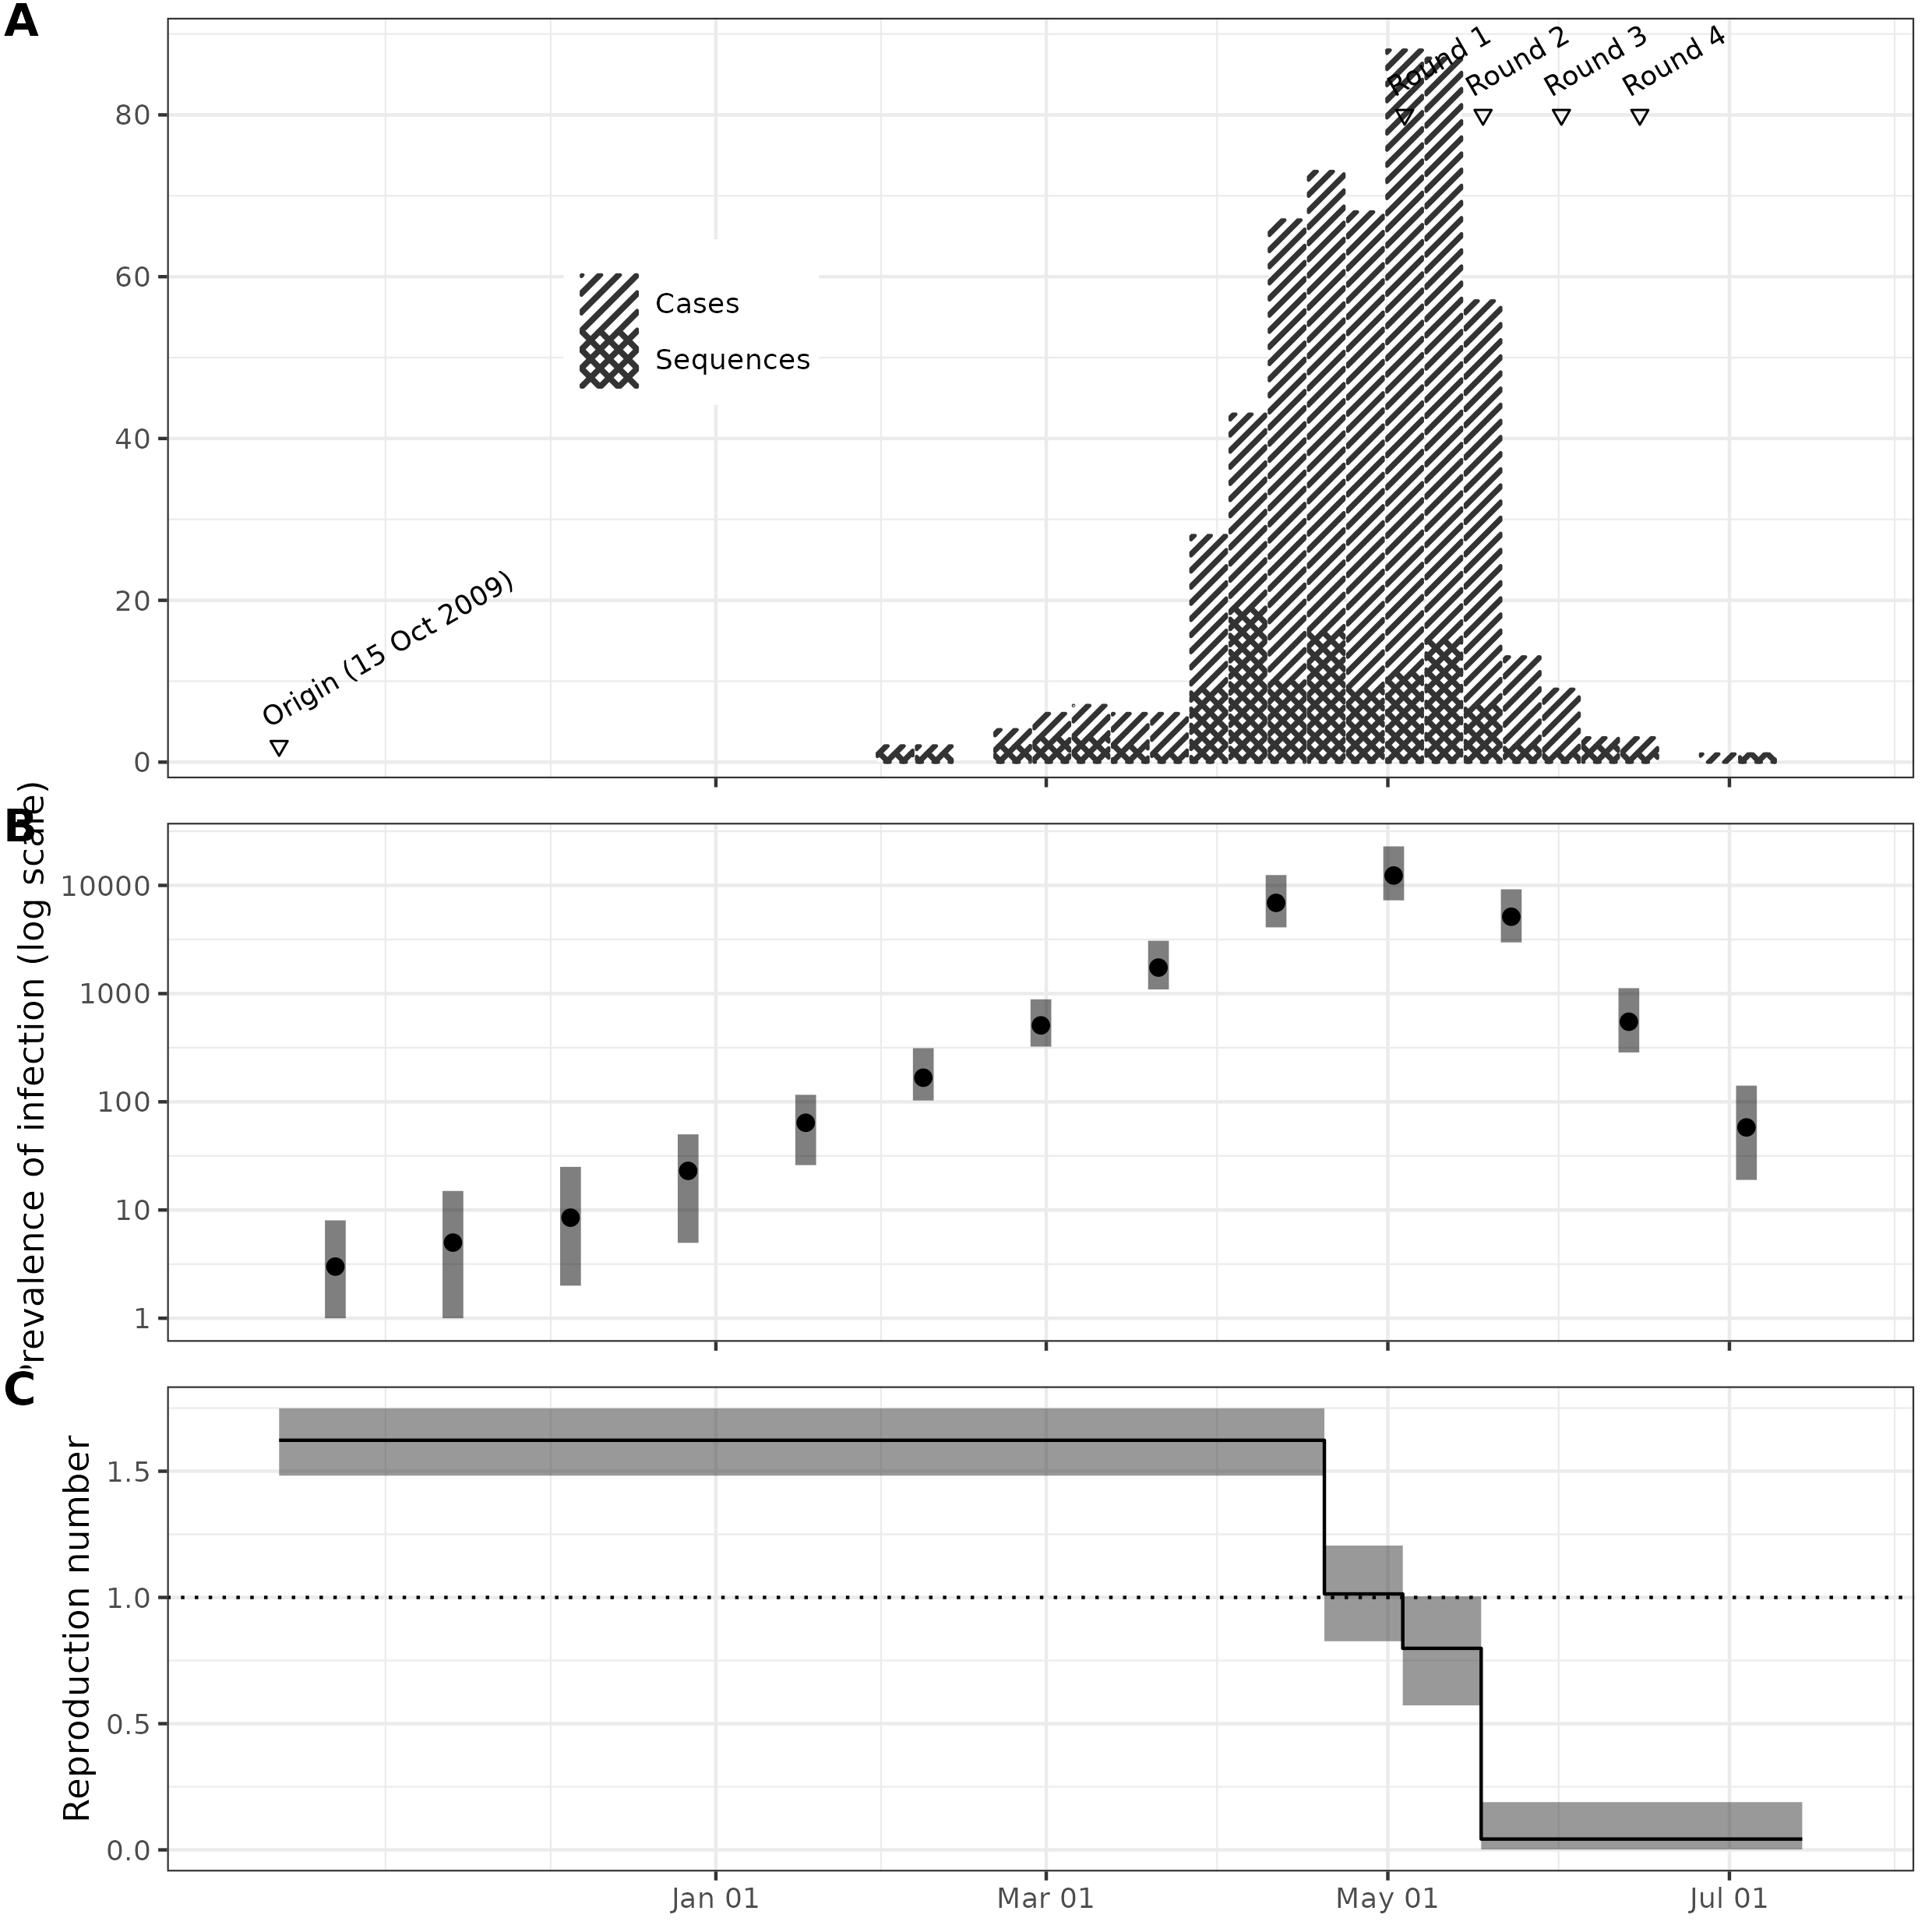 A
Round 1
Round 2
Round 3
Round 4
80
60
40
20
0
Cases
Sequences
Origin (15 Oct 2009)
B
Prevalence of infection (log scale)
10000
1000
100
10
1
C
Reproduction number
1.5
1.0
0.5
0.0
Jan 01
Mar 01
May 01
Jul 01